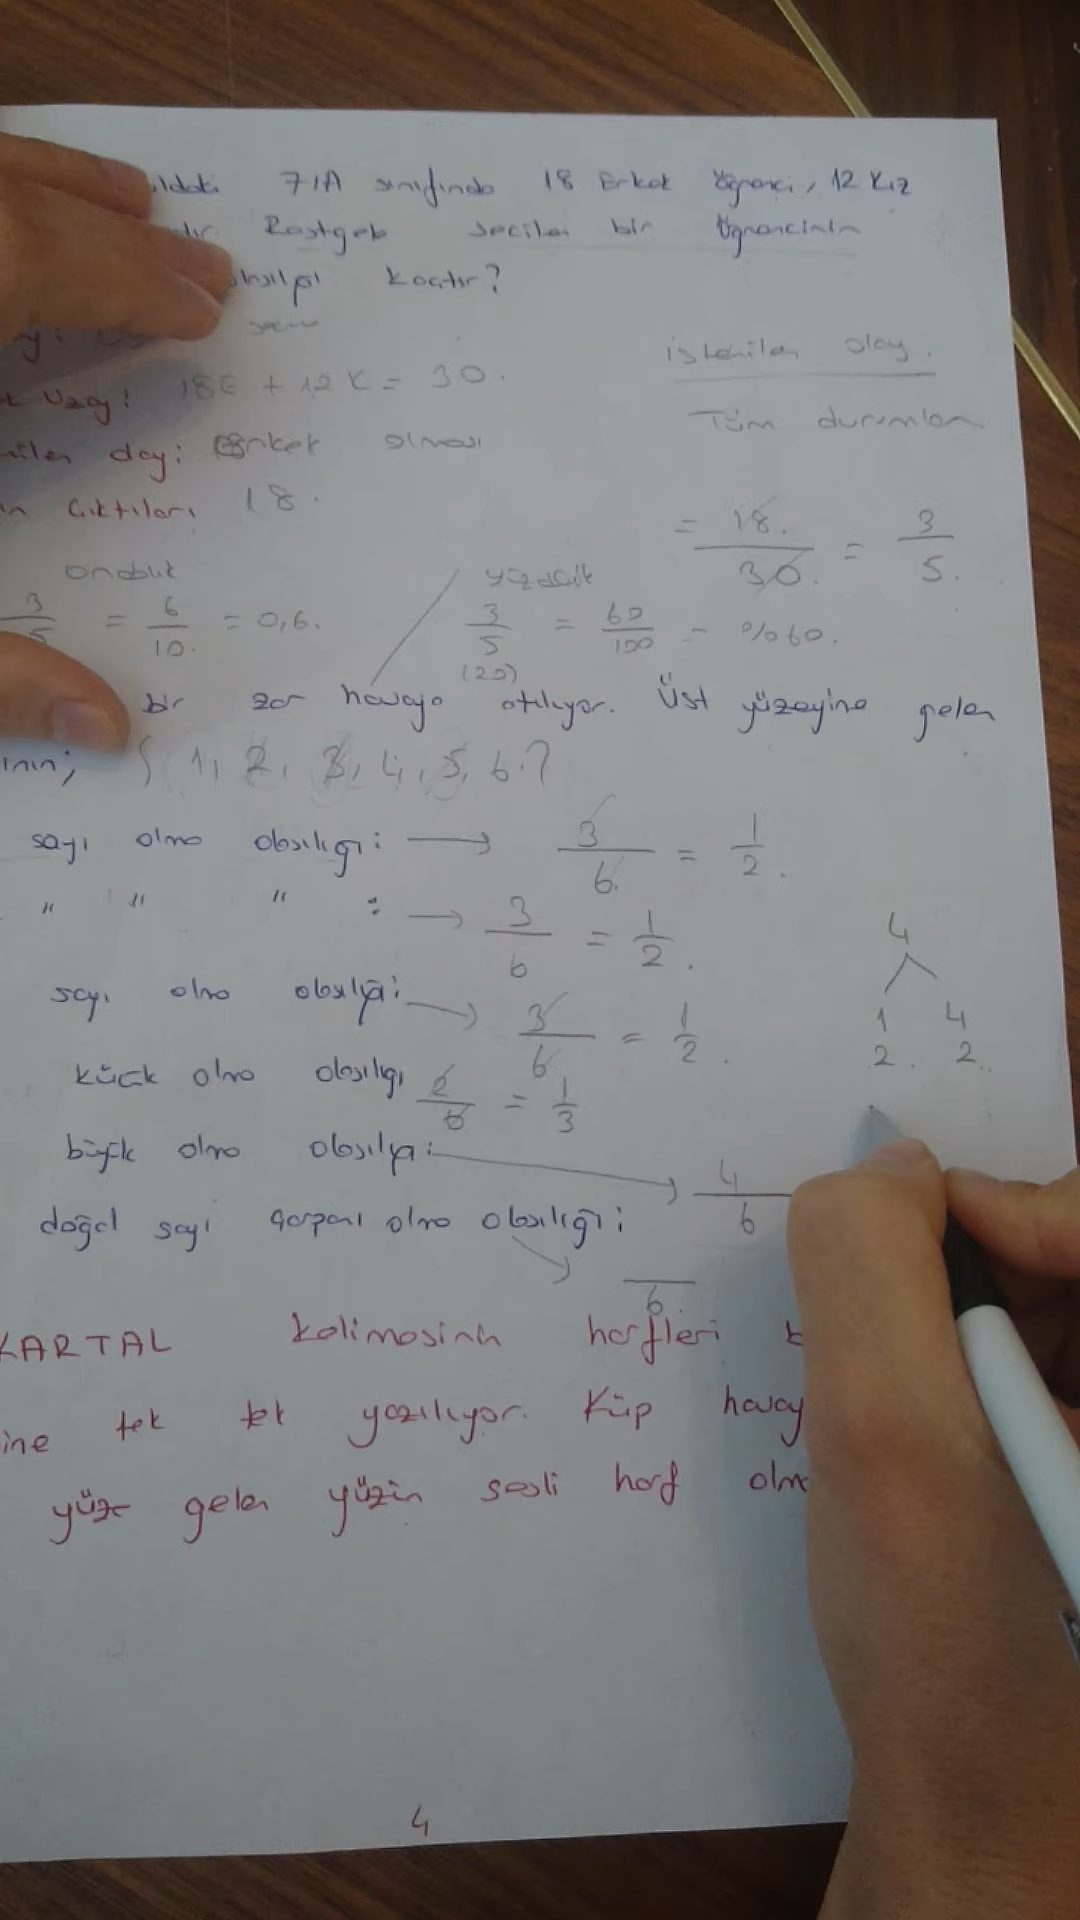 7/A sınıfında 18 Erkek öğrenci, 12 Kız
Rastgele seçilen bir öğrencinin
kaçtır?
istenilen olay.
18E + 12K = 30.
Tüm durumları
olay: Erkek olması
Çıktıları 18.
= 18. / 30. = 3 / 5.
ondalık
3 / 5 = 6 / 10. = 0,6.
yüzdelik
3 / 5 (20) = 60 / 100 = %60.
bir zar havaya atılıyor. Üst yüzeyine gelen
{ 1, 2, 3, 4, 5, 6. }
sayı olma olasılığı: → 3 / 6. = 1 / 2.
" " " : → 3 / 6 = 1 / 2.
sayı olma olasılığı: → 3 / 6 = 1 / 2.
küçük olma olasılığı 2 / 6 = 1 / 3
büyük olma olasılığı: → 4 / 6
doğal sayı çarpanı olma olasılığı: → / 6.
4
1 4
2. 2.
KARTAL kelimesinin harfleri
tek tek yazılıyor. Küp
yüze gelen yüzün sesli harf
4